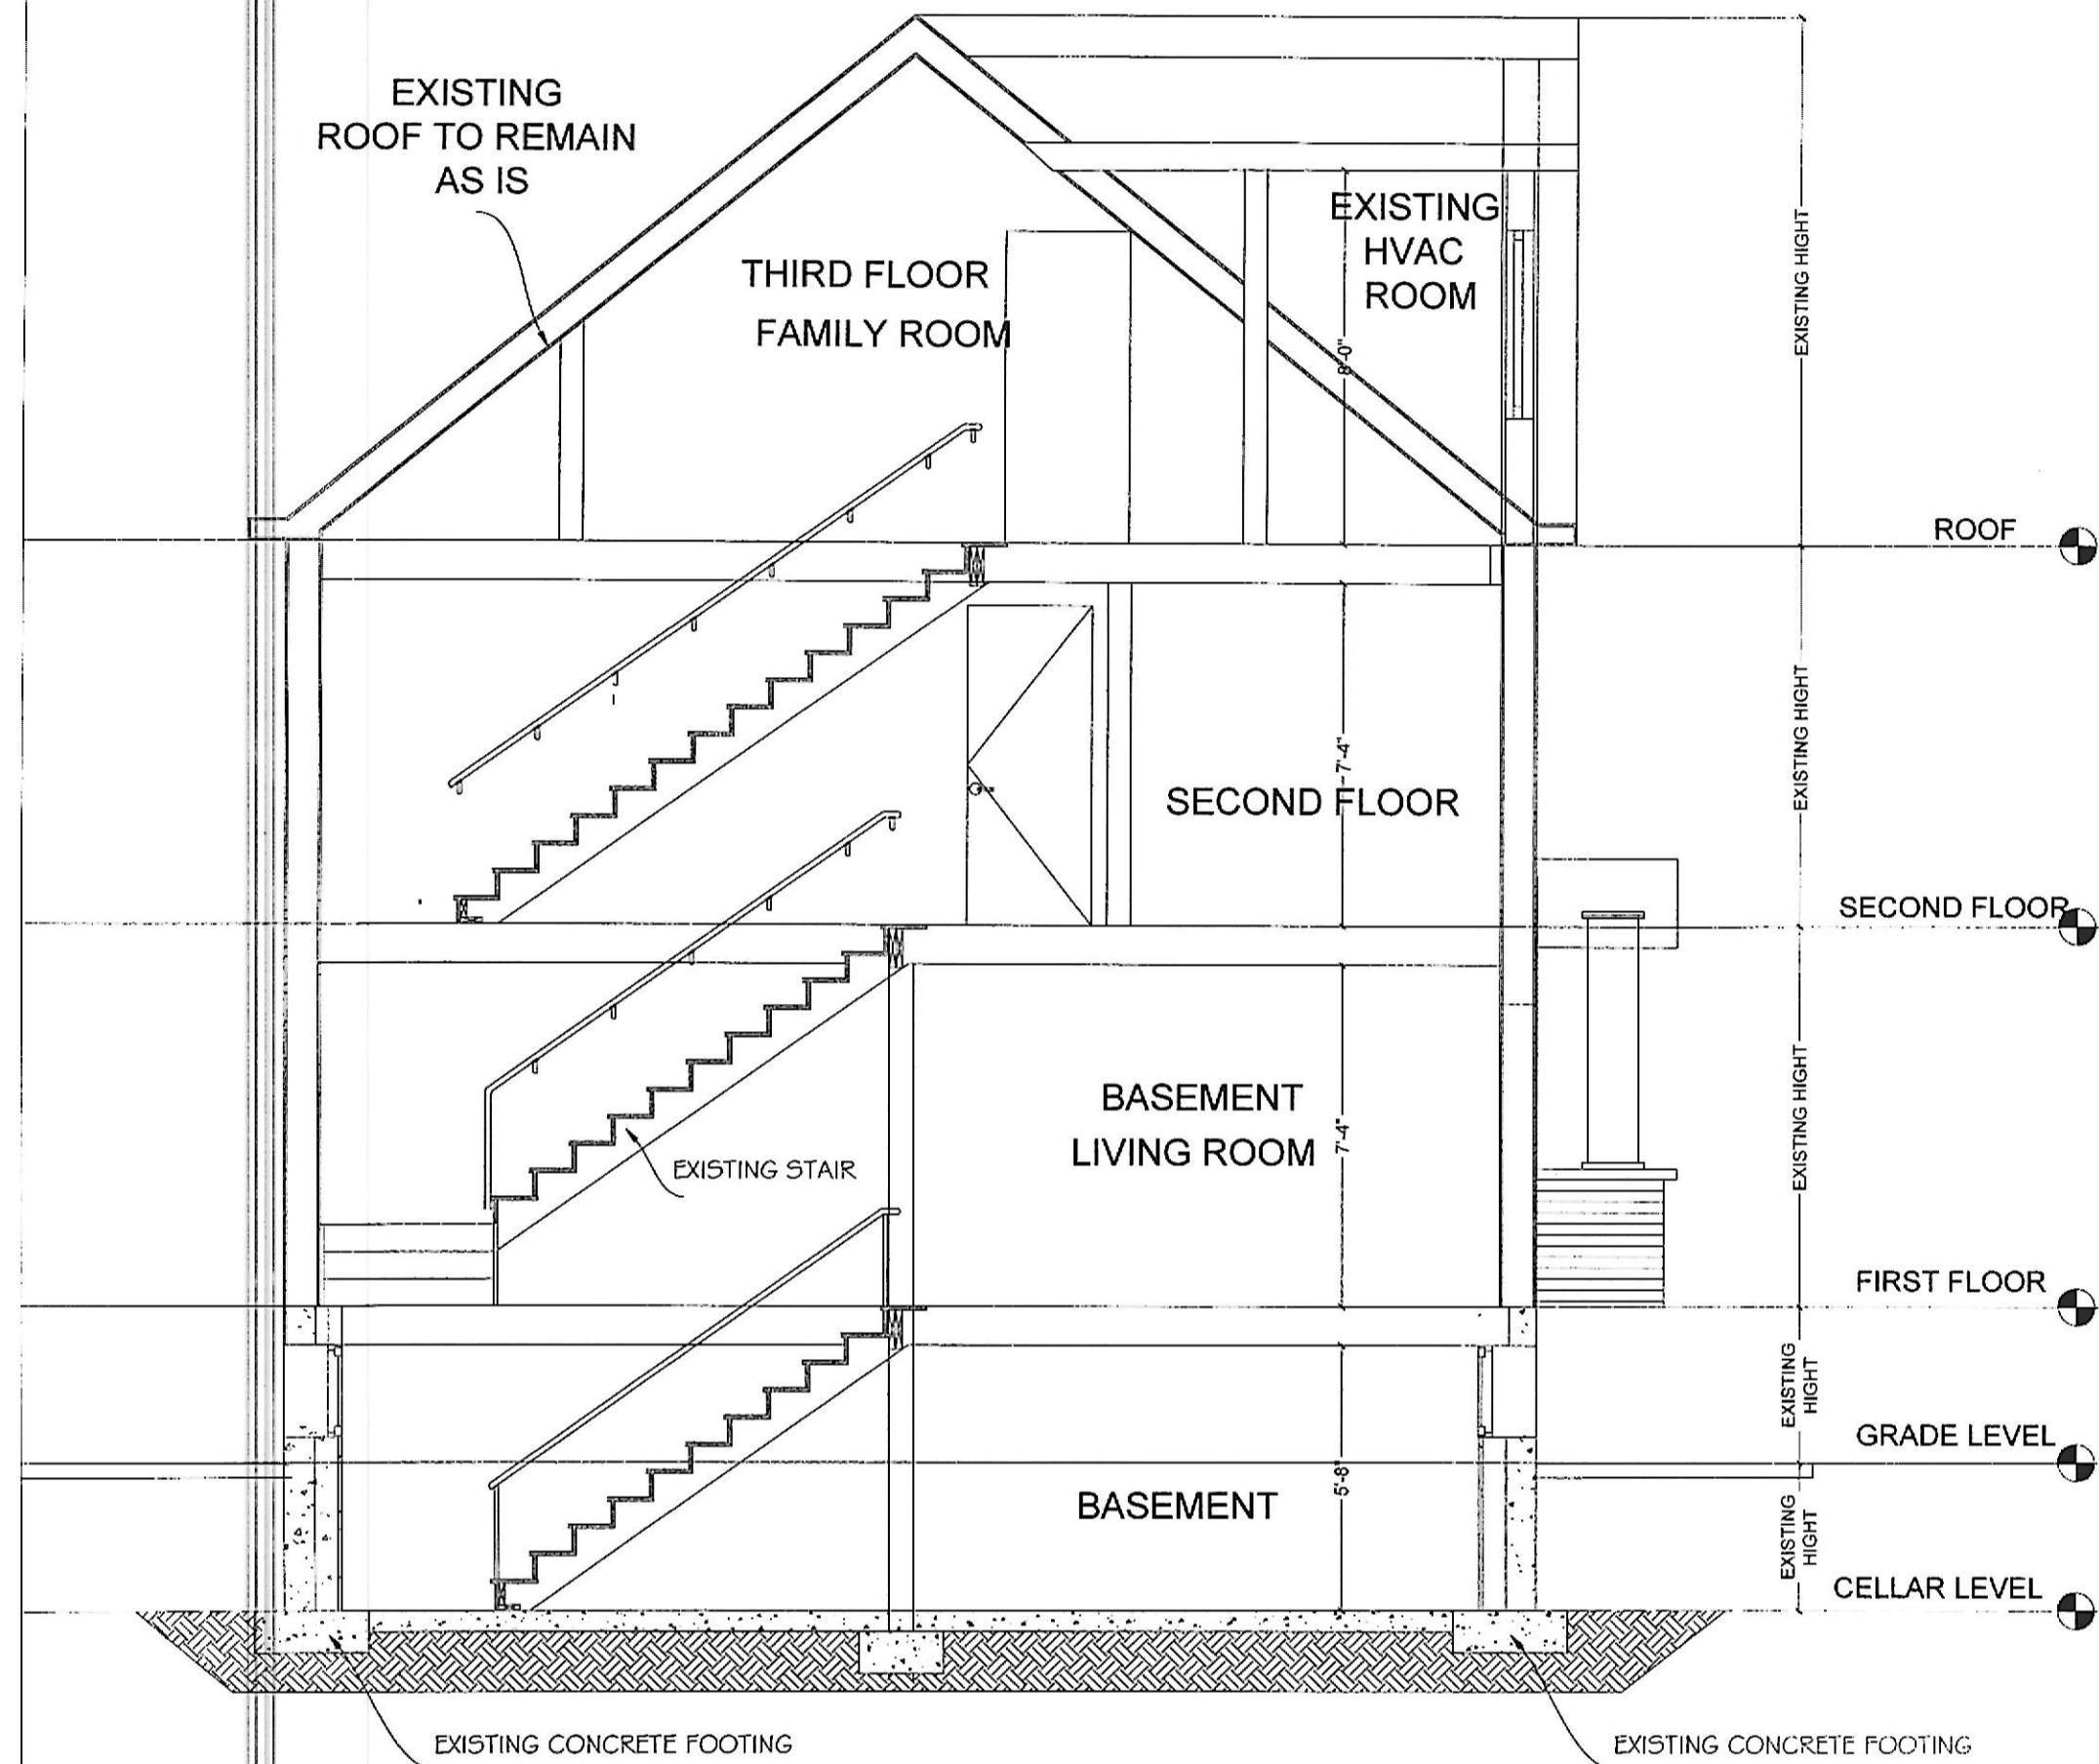 EXISTING
ROOF TO REMAIN
AS IS
EXISTING
HVAC
ROOM
THIRD FLOOR
FAMILY ROOM
8'-0"
EXISTING HIGHT
ROOF
EXISTING HIGHT
7'-4"
SECOND FLOOR
SECOND FLOOR
BASEMENT
LIVING ROOM
7'-4"
EXISTING HIGHT
EXISTING STAIR
FIRST FLOOR
EXISTING
HIGHT
GRADE LEVEL
5'-8"
BASEMENT
EXISTING
HIGHT
CELLAR LEVEL
EXISTING CONCRETE FOOTING
EXISTING CONCRETE FOOTING